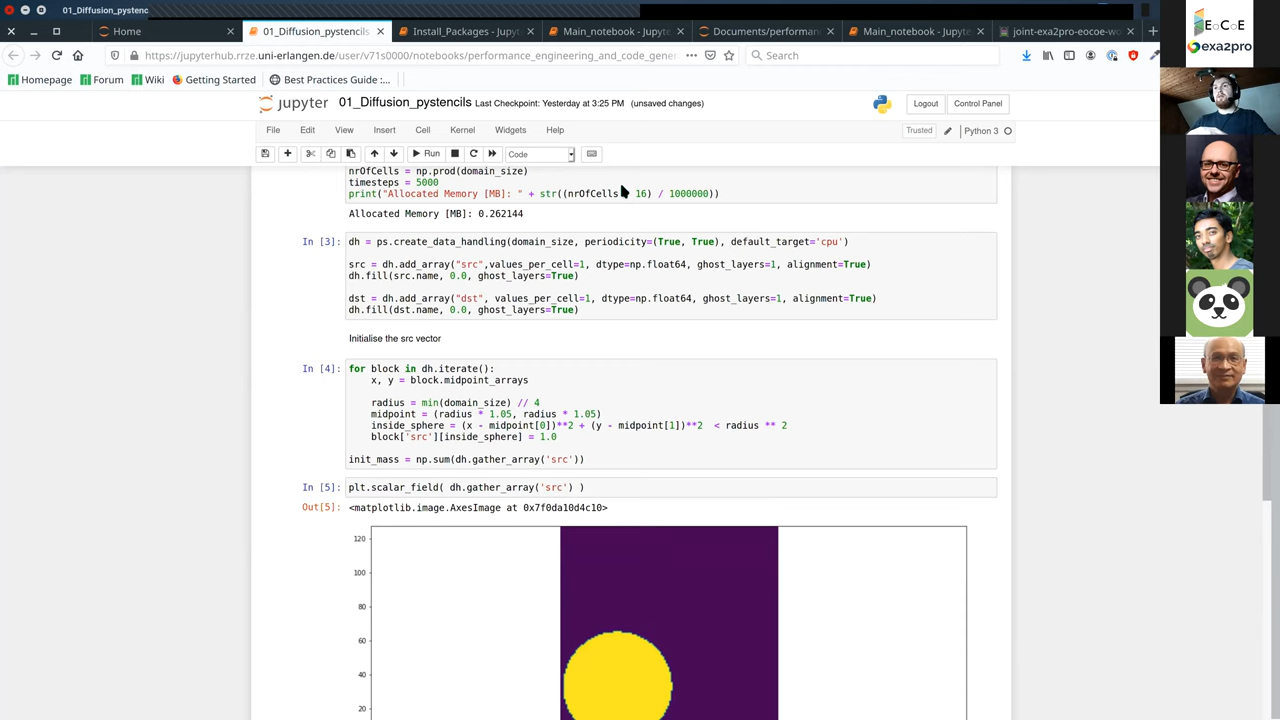 01_Diffusion_pystenc
Home
01_Diffusion_pystencils
Install_Packages - Jupyte
Main_notebook - Jupyte
Documents/performan
Main_notebook - Jupyte
joint-exa2pro-eocoe-wo
https://jupyterhub.rrze.uni-erlangen.de/user/v71s0000/notebooks/performance_engineering_and_code_gene
Search
Homepage
Forum
Wiki
Getting Started
Best Practices Guide :...
EoCoE
exa2pro
jupyter
01_Diffusion_pystencils Last Checkpoint: Yesterday at 3:25 PM (unsaved changes)
Logout
Control Panel
File
Edit
View
Insert
Cell
Kernel
Widgets
Help
Trusted
Python 3
Run
Code
nrOfCells = np.prod(domain_size)
timesteps = 5000
print("Allocated Memory [MB]: " + str((nrOfCells 16) / 1000000))
Allocated Memory [MB]: 0.262144
In [3]: dh = ps.create_data_handling(domain_size, periodicity=(True, True), default_target='cpu')
src = dh.add_array("src",values_per_cell=1, dtype=np.float64, ghost_layers=1, alignment=True)
dh.fill(src.name, 0.0, ghost_layers=True)
dst = dh.add_array("dst", values_per_cell=1, dtype=np.float64, ghost_layers=1, alignment=True)
dh.fill(dst.name, 0.0, ghost_layers=True)
Initialise the src vector
In [4]: for block in dh.iterate():
x, y = block.midpoint_arrays
radius = min(domain_size) // 4
midpoint = (radius * 1.05, radius * 1.05)
inside_sphere = (x - midpoint[0])**2 + (y - midpoint[1])**2 < radius ** 2
block['src'][inside_sphere] = 1.0
init_mass = np.sum(dh.gather_array('src'))
In [5]: plt.scalar_field( dh.gather_array('src') )
Out[5]: <matplotlib.image.AxesImage at 0x7f0da10d4c10>
120
100
80
60
40
20